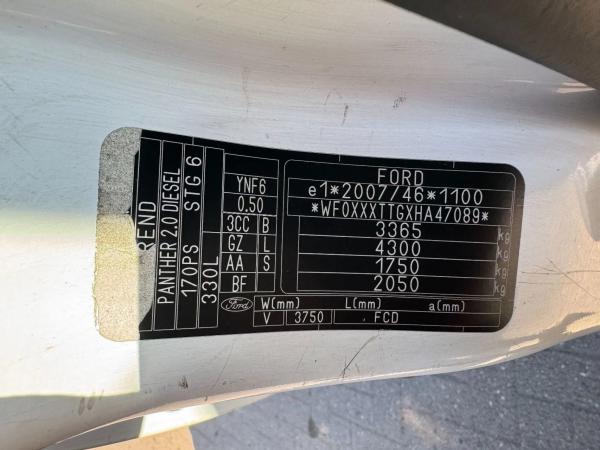 FORD
e1*2007/46*1100
*WF0XXXTTGXHA47089*
3365 kg
4300 kg
1750 kg
2050 kg
YNF6
0.50
3CC B
GZ L
AA S
BF
Ford W(mm) L(mm) a(mm)
V 3750 FCD
PANTHER 2.0 DIESEL
170PS STG 6
330L